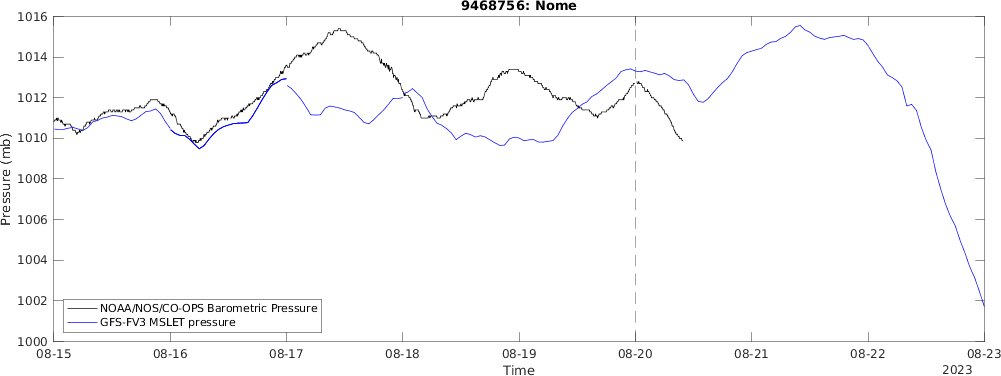 9468756: Nome
Pressure (mb)
1016
1014
1012
1010
1008
1006
1004
1002
1000
NOAA/NOS/CO-OPS Barometric Pressure
GFS-FV3 MSLET pressure
08-15 08-16 08-17 08-18 08-19 08-20 08-21 08-22 08-23
Time
2023